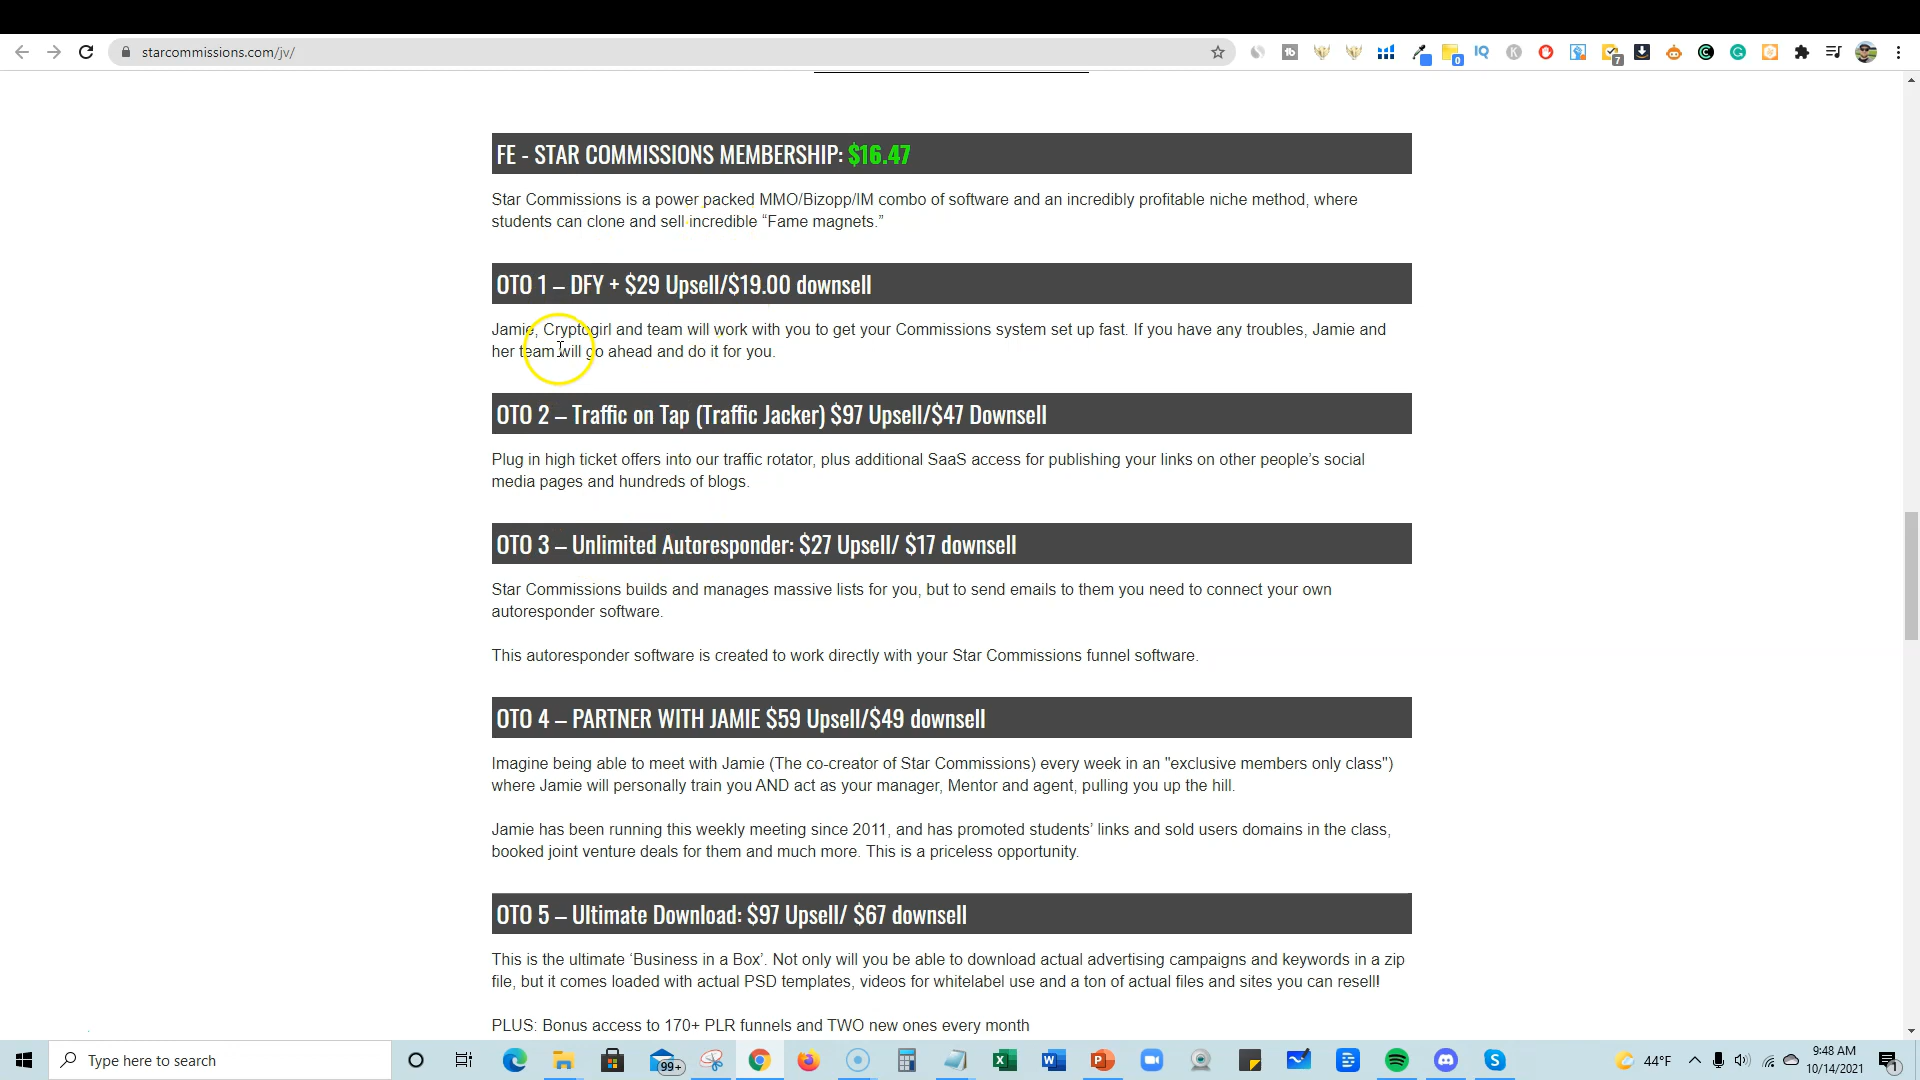 starcommissions.com/jv/
0
7
FE - STAR COMMISSIONS MEMBERSHIP: $16.47
Star Commissions is a power packed MMO/Bizopp/IM combo of software and an incredibly profitable niche method, where
students can clone and sell incredible “Fame magnets.”
OTO 1 – DFY + $29 Upsell/$19.00 downsell
Jamie, Cryptogirl and team will work with you to get your Commissions system set up fast. If you have any troubles, Jamie and
her team will go ahead and do it for you.
OTO 2 – Traffic on Tap (Traffic Jacker) $97 Upsell/$47 Downsell
Plug in high ticket offers into our traffic rotator, plus additional SaaS access for publishing your links on other people’s social
media pages and hundreds of blogs.
OTO 3 – Unlimited Autoresponder: $27 Upsell/ $17 downsell
Star Commissions builds and manages massive lists for you, but to send emails to them you need to connect your own
autoresponder software.
This autoresponder software is created to work directly with your Star Commissions funnel software.
OTO 4 – PARTNER WITH JAMIE $59 Upsell/$49 downsell
Imagine being able to meet with Jamie (The co-creator of Star Commissions) every week in an "exclusive members only class")
where Jamie will personally train you AND act as your manager, Mentor and agent, pulling you up the hill.
Jamie has been running this weekly meeting since 2011, and has promoted students’ links and sold users domains in the class,
booked joint venture deals for them and much more. This is a priceless opportunity.
OTO 5 – Ultimate Download: $97 Upsell/ $67 downsell
This is the ultimate ‘Business in a Box’. Not only will you be able to download actual advertising campaigns and keywords in a zip
file, but it comes loaded with actual PSD templates, videos for whitelabel use and a ton of actual files and sites you can resell!
PLUS: Bonus access to 170+ PLR funnels and TWO new ones every month
Type here to search
99+
44°F
9:48 AM
10/14/2021
1